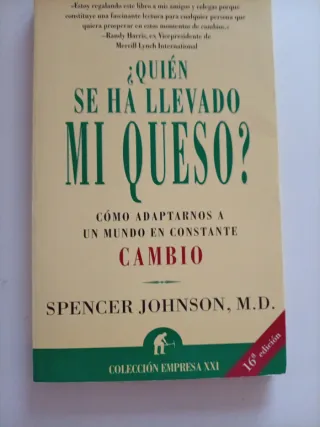 «Estoy regalando este libro a mis amigos y colegas porque
constituye una fascinante lectura para cualquier persona que
quiera prosperar en estos momentos de cambio.»
—Randy Harris, ex Vicepresidente de
Merrill Lynch International
¿QUIÉN
SE HA LLEVADO
MI QUESO?
CÓMO ADAPTARNOS A
UN MUNDO EN CONSTANTE
CAMBIO
SPENCER JOHNSON, M.D.
16ª edición
COLECCIÓN EMPRESA XXI